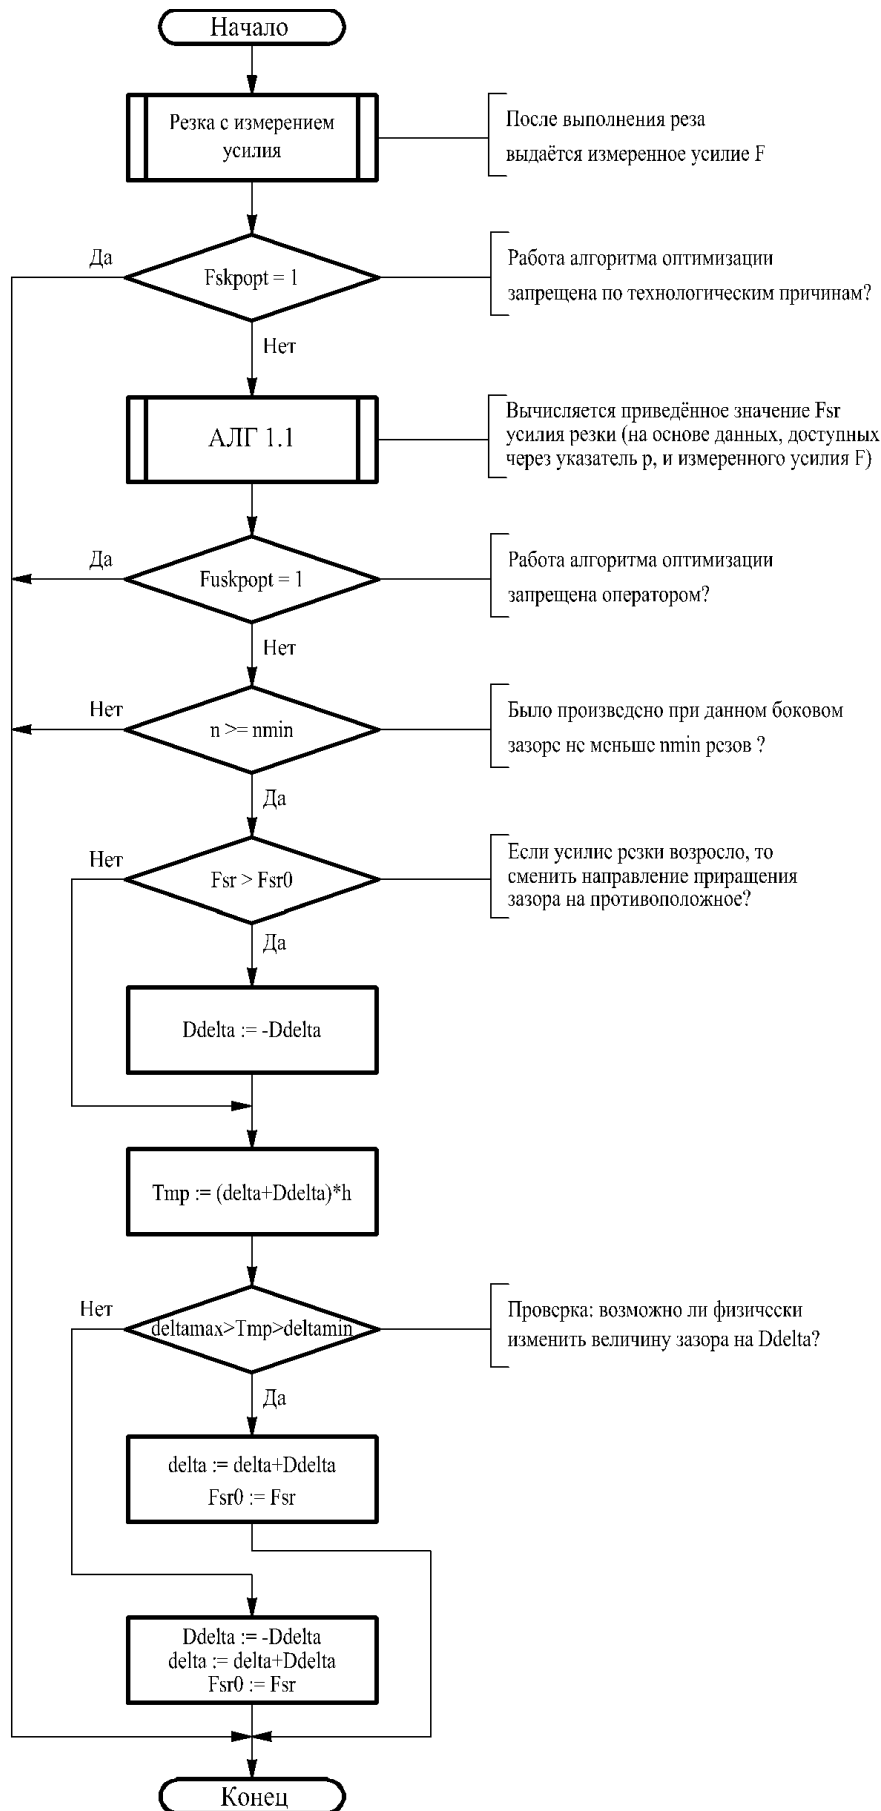 Начало
Резка с измерением
усилия
После выполнения реза
выдаётся измеренное усилие F
Да
Fskpopt = 1
Работа алгоритма оптимизации
запрещена по технологическим причинам?
Нет
АЛГ 1.1
Вычисляется приведённое значение Fsr
усилия резки (на основе данных, доступных
через указатель p, и измеренного усилия F)
Да
Fuskpopt = 1
Работа алгоритма оптимизации
запрещена оператором?
Нет
Нет
n >= nmin
Было произведено при данном боковом
зазоре не меньше nmin резов ?
Да
Нет
Fsr > Fsr0
Если усилие резки возросло, то
сменить направление приращения
зазора на противоположное?
Да
Ddelta := -Ddelta
Tmp := (delta+Ddelta)*h
Нет
deltamax>Tmp>deltamin
Проверка: возможно ли физически
изменить величину зазора на Ddelta?
Да
delta := delta+Ddelta
Fsr0 := Fsr
Ddelta := -Ddelta
delta := delta+Ddelta
Fsr0 := Fsr
Конец